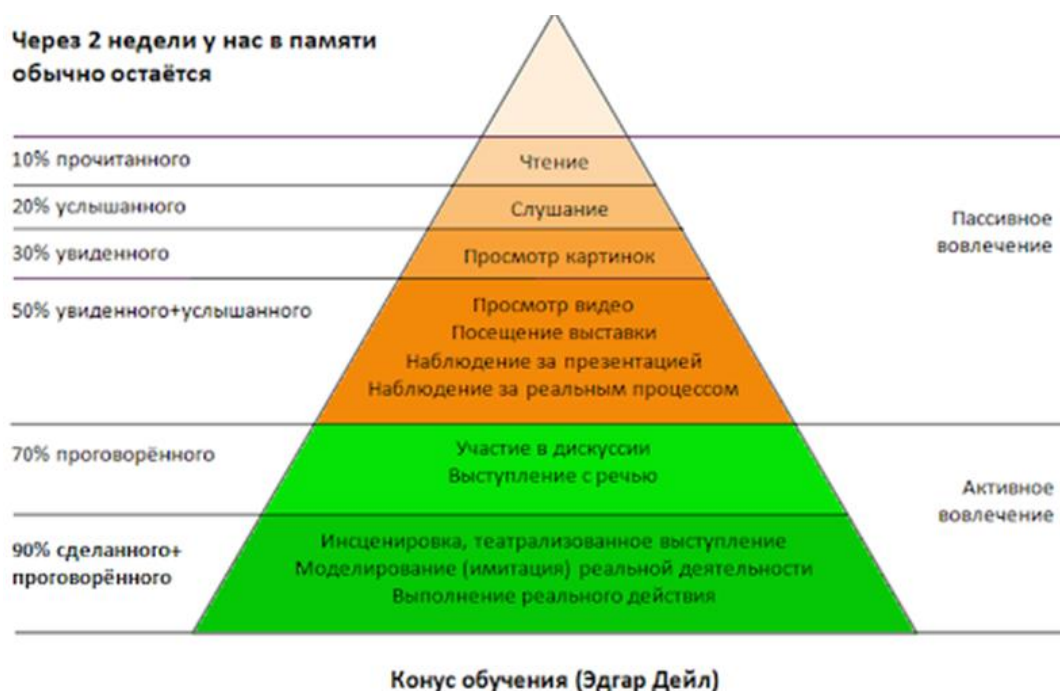 Через 2 недели у нас в памяти
обычно остаётся
10% прочитанного
Чтение
20% услышанного
Слушание
30% увиденного
Просмотр картинок
Пассивное
вовлечение
50% увиденного+услышанного
Просмотр видео
Посещение выставки
Наблюдение за презентацией
Наблюдение за реальным процессом
70% проговорённого
Участие в дискуссии
Выступление с речью
Активное
вовлечение
90% сделанного+
проговорённого
Инсценировка, театрализованное выступление
Моделирование (имитация) реальной деятельности
Выполнение реального действия
Конус обучения (Эдгар Дейл)